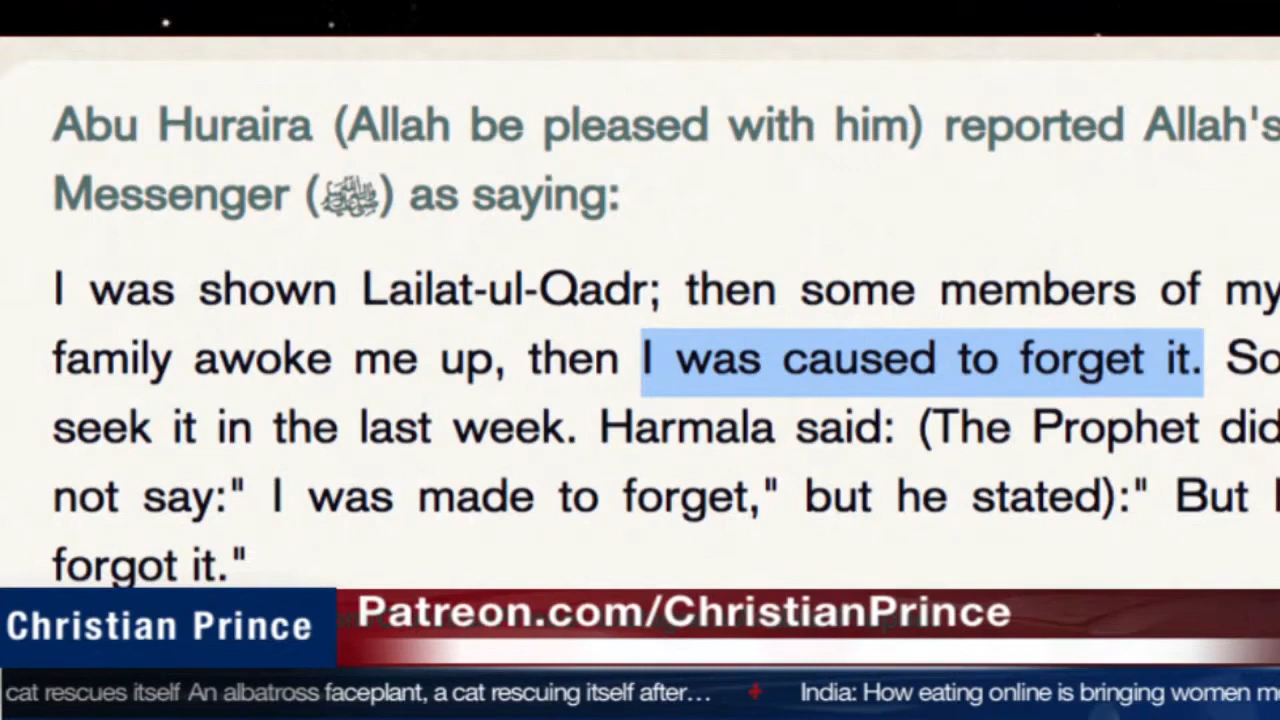 Abu Huraira (Allah be pleased with him) reported Allah's
Messenger (ﷺ) as saying:
I was shown Lailat-ul-Qadr; then some members of my
family awoke me up, then I was caused to forget it. So
seek it in the last week. Harmala said: (The Prophet did
not say:" I was made to forget," but he stated):" But I
forgot it."
Christian Prince
Patreon.com/ChristianPrince
cat rescues itself An albatross faceplant, a cat rescuing itself after… India: How eating online is bringing women m